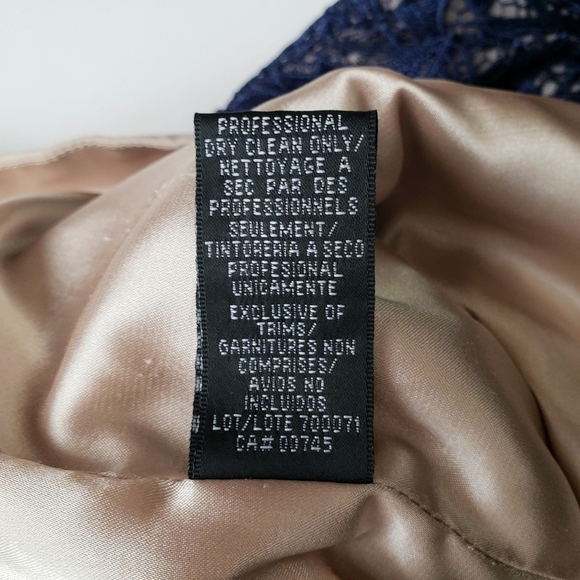 PROFESSIONAL
DRY CLEAN ONLY/
NETTOYAGE A
SEC PAR DES
PROFESSIONNELS
SEULEMENT/
TINTORERIA A SECO
PROFESIONAL
UNICAMENTE
EXCLUSIVE OF
TRIMS/
GARNITURES NON
COMPRISES/
AVIOS NO
INCLUIDOS
LOT/LOTE 700071
CA# 00745